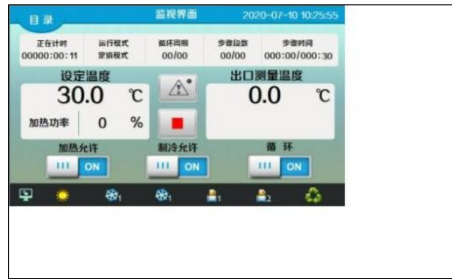 目 录 监视界面 2020-07-10 10:25:55
正在计时 运行模式 循环周期 步骤段数 步骤时间
00000:00:11 定值模式 00/00 00/00 000:00/000:30
设定温度 出口测量温度
30.0 ℃ 0.0 ℃
加热功率 0 %
加热允许 制冷允许 循 环
ON ON ON
1 1 1 2